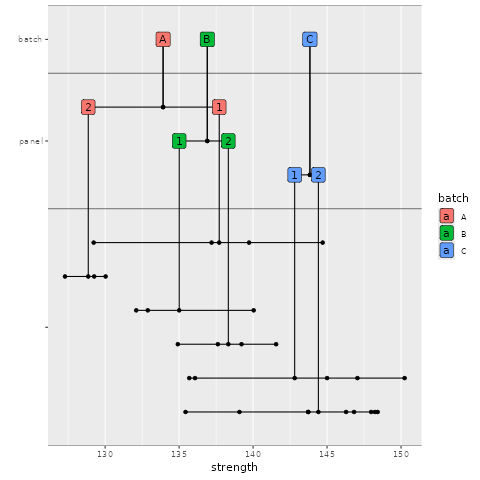 batch
A B C
2 1
panel
1 2
1 2
batch
a A
a B
a C
130 135 140 145 150
strength